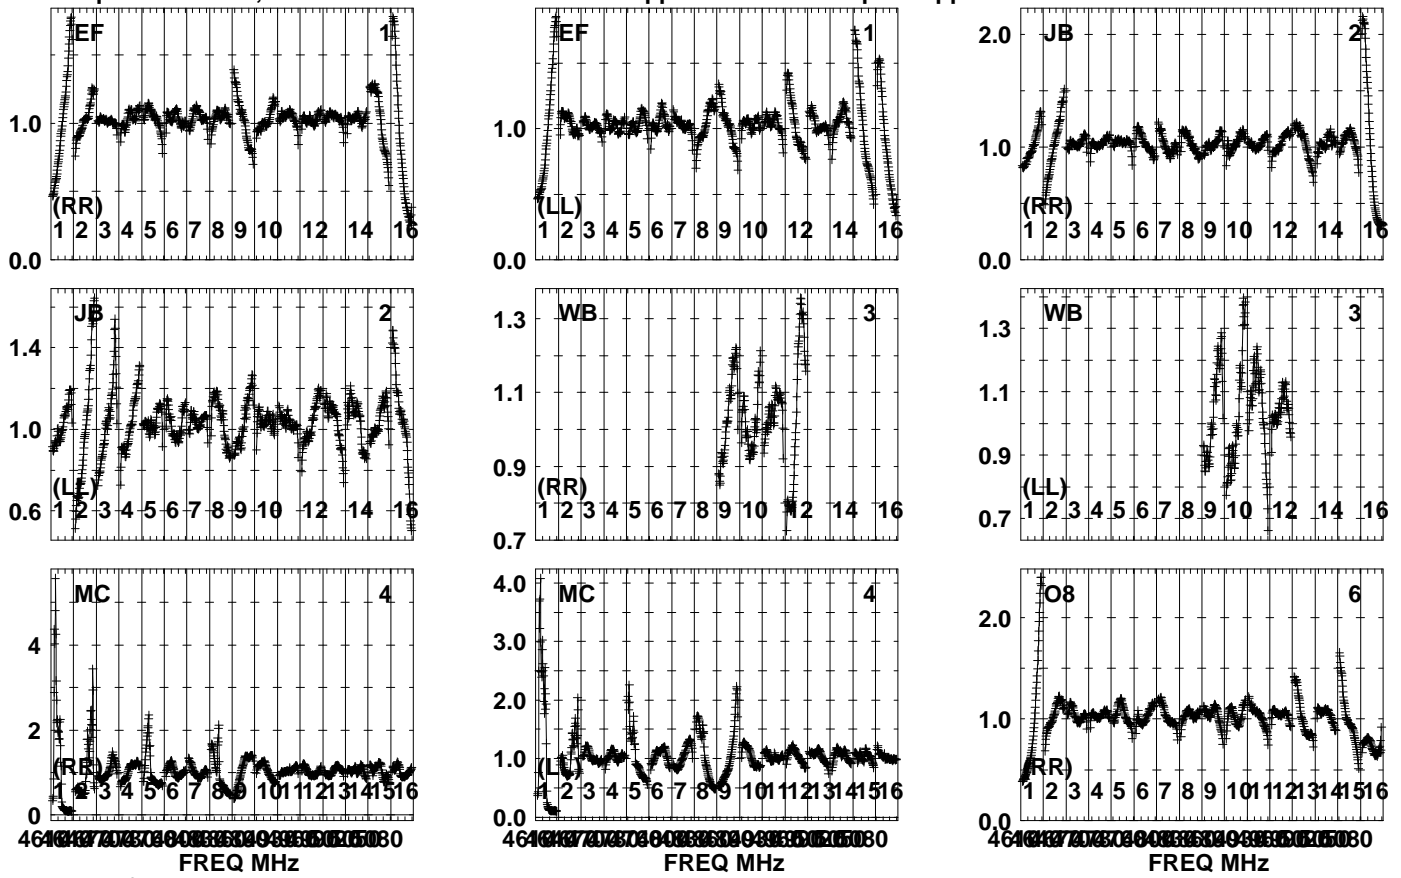 EF 1
1.0
(RR)
1 2 3 4 5 6 7 8 9 10 12 14 16
0.0
EF 1
1.0
(LL)
1 2 3 4 5 6 7 8 9 10 12 14 16
0.0
JB 2
2.0
1.0
(RR)
1 2 3 4 5 6 7 8 9 10 12 14 16
0.0
JB 2
1.4
1.0
(LL)
0.6
1 2 3 4 5 6 7 8 9 10 12 14 16
WB 3
1.3
1.1
0.9
(RR)
1 2 3 4 5 6 7 8 9 10 12 14 16
0.7
WB 3
1.3
1.1
0.9
(LL)
0.7
1 2 3 4 5 6 7 8 9 10 12 14 16
MC 4
4
2
(RR)
1 2 3 4 5 6 7 8 9 10 11 12 13 14 15 16
0
FREQ MHz
MC 4
4.0
3.0
2.0
1.0
(LL)
1 2 3 4 5 6 7 8 9 10 11 12 13 14 15 16
0.0
FREQ MHz
O8 6
2.0
1.0
(RR)
1 2 3 4 5 6 7 8 9 10 11 12 13 14 15 16
0.0
FREQ MHz